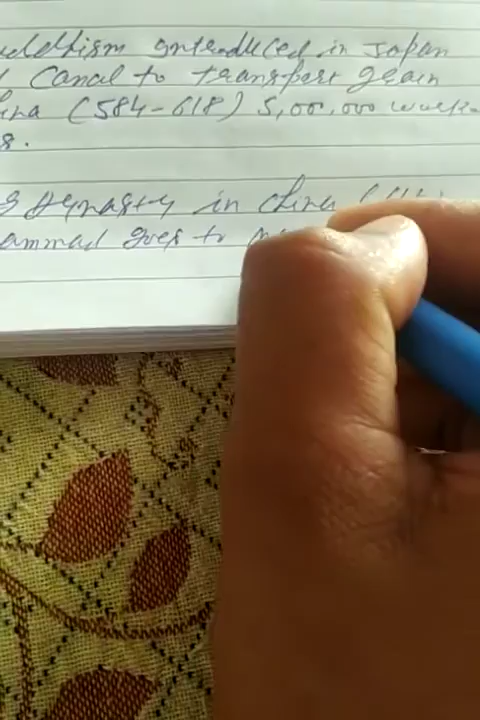 uddhism introduced in Japan
Canal to transport grain
ina (584-618) 5,00,000 work-
s.
g Dynasty in China (
ammad goes to